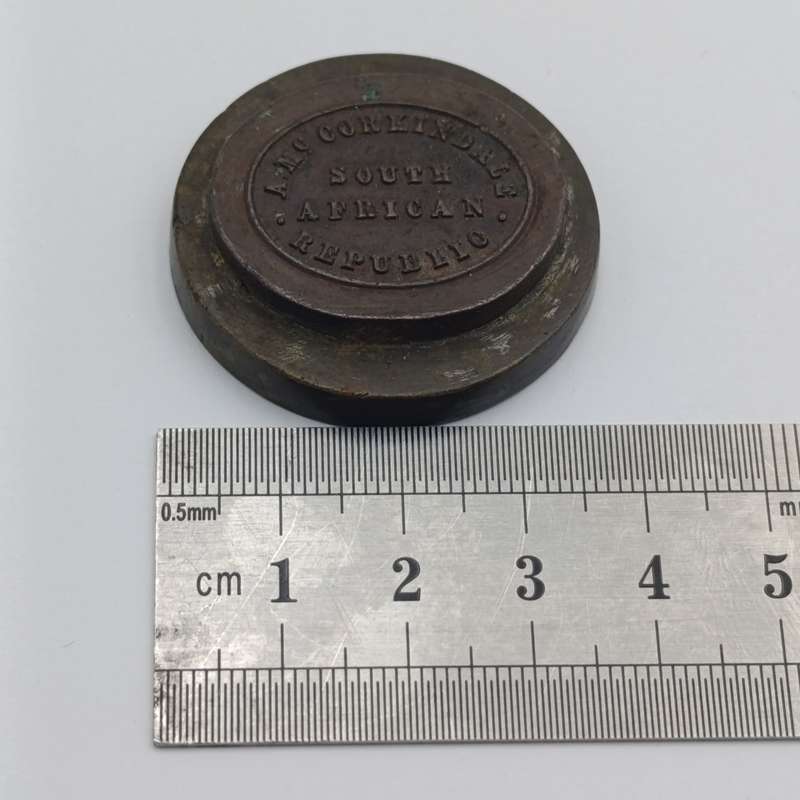 A. Mc CORKINDALE
SOUTH
AFRICAN
REPUBLIC
0.5mm
m
cm 1 2 3 4 5